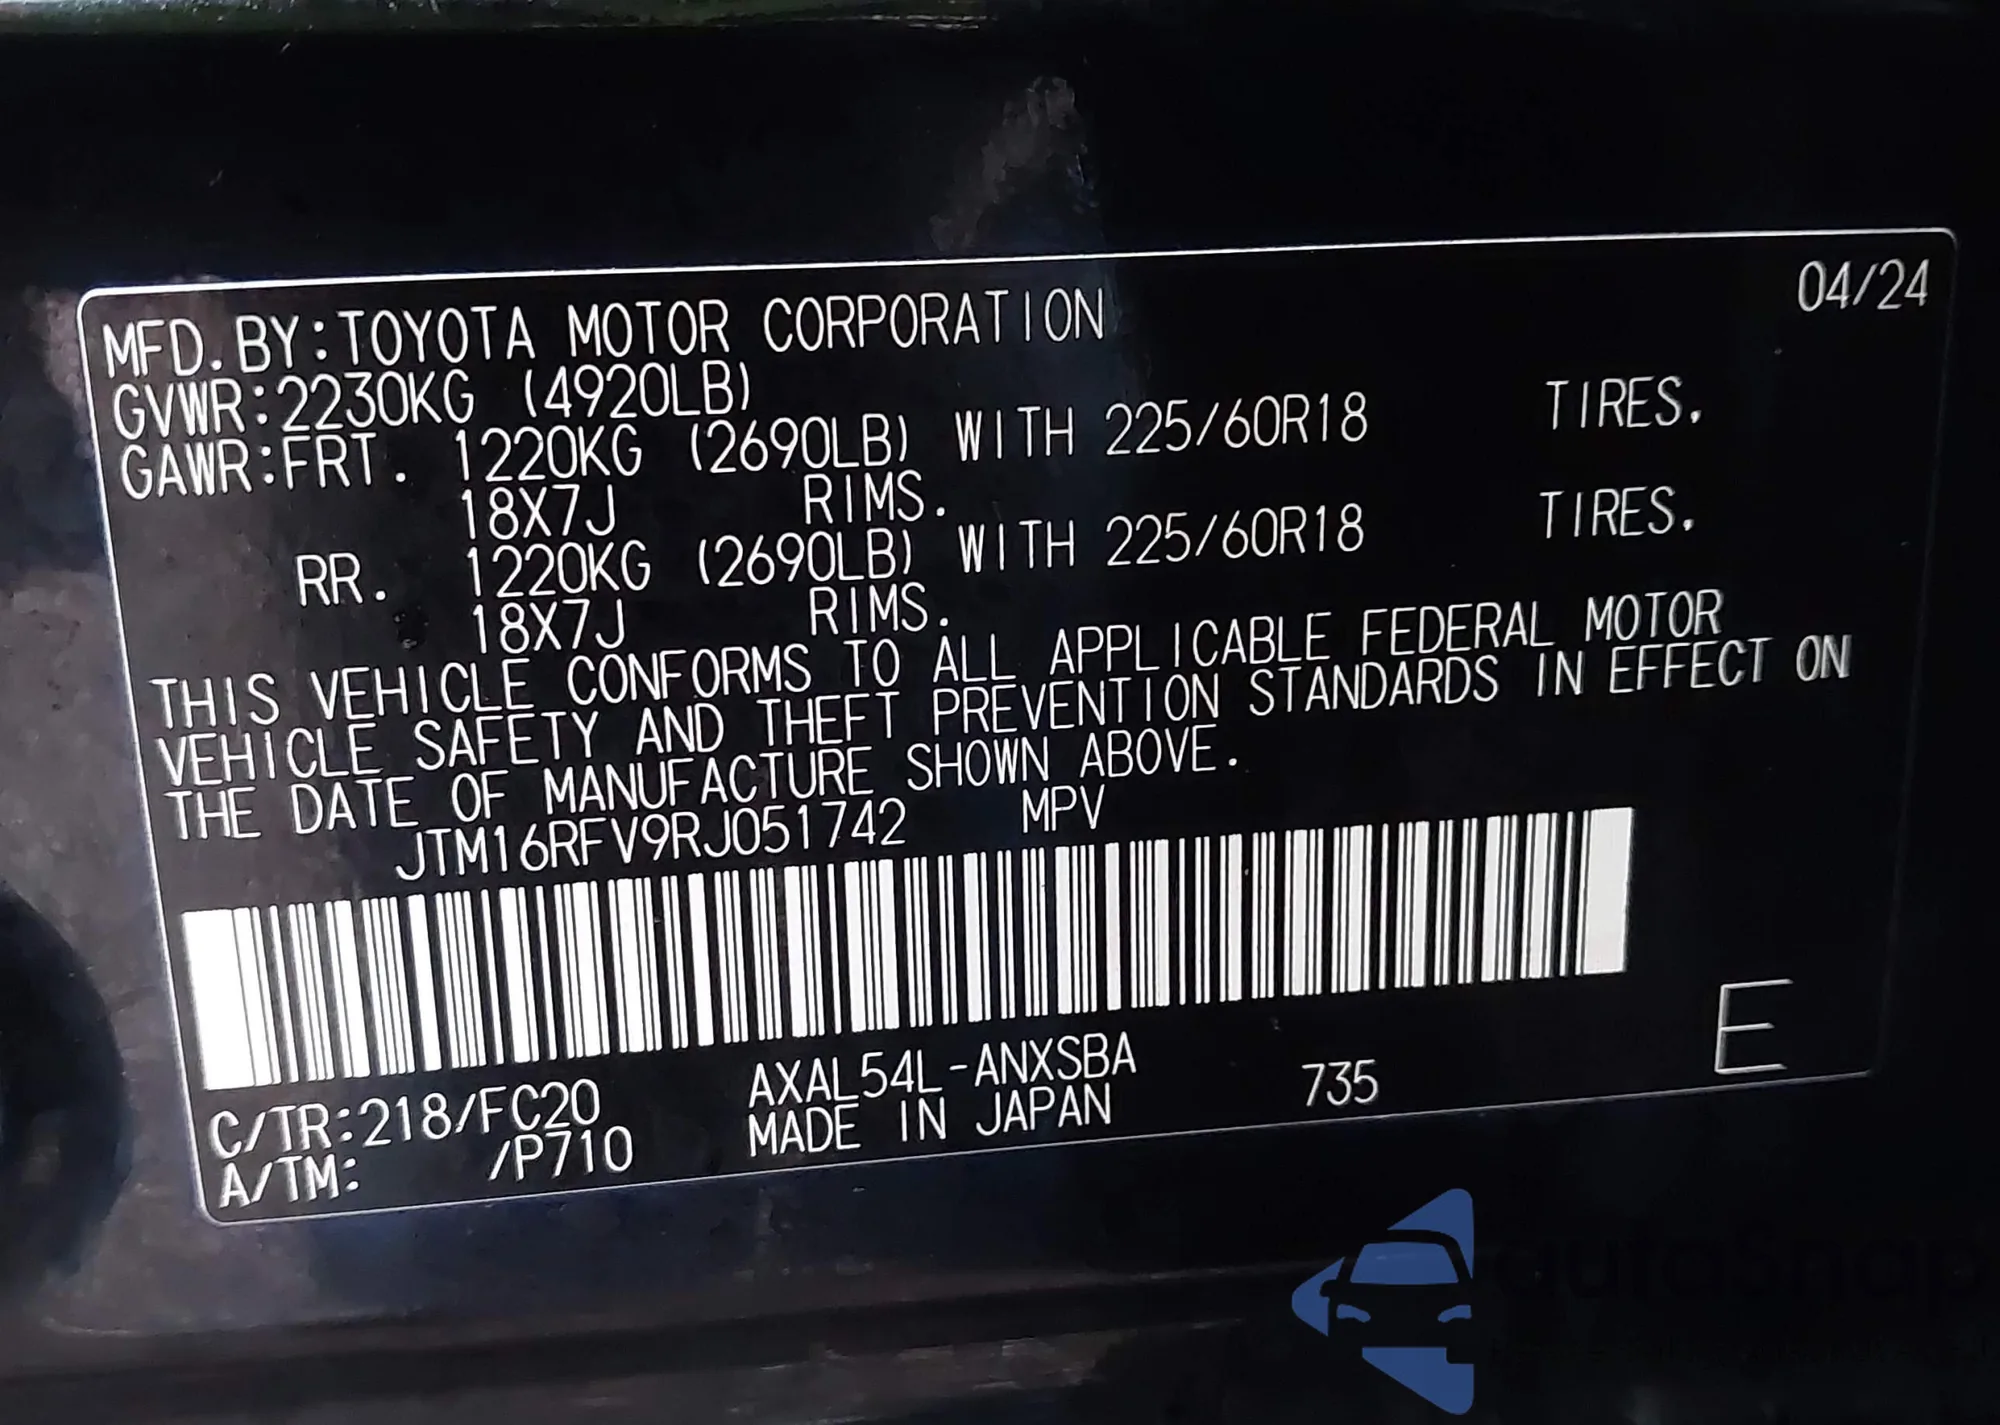 04/24
MFD.BY:TOYOTA MOTOR CORPORATION
GVWR:2230KG (4920LB)
GAWR:FRT. 1220KG (2690LB) WITH 225/60R18 TIRES.
18X7J RIMS.
RR. 1220KG (2690LB) WITH 225/60R18 TIRES.
18X7J RIMS.
THIS VEHICLE CONFORMS TO ALL APPLICABLE FEDERAL MOTOR
VEHICLE SAFETY AND THEFT PREVENTION STANDARDS IN EFFECT ON
THE DATE OF MANUFACTURE SHOWN ABOVE.
JTM16RFV9RJ051742 MPV
C/TR:218/FC20 AXAL54L-ANXSBA 735 E
A/TM: /P710 MADE IN JAPAN